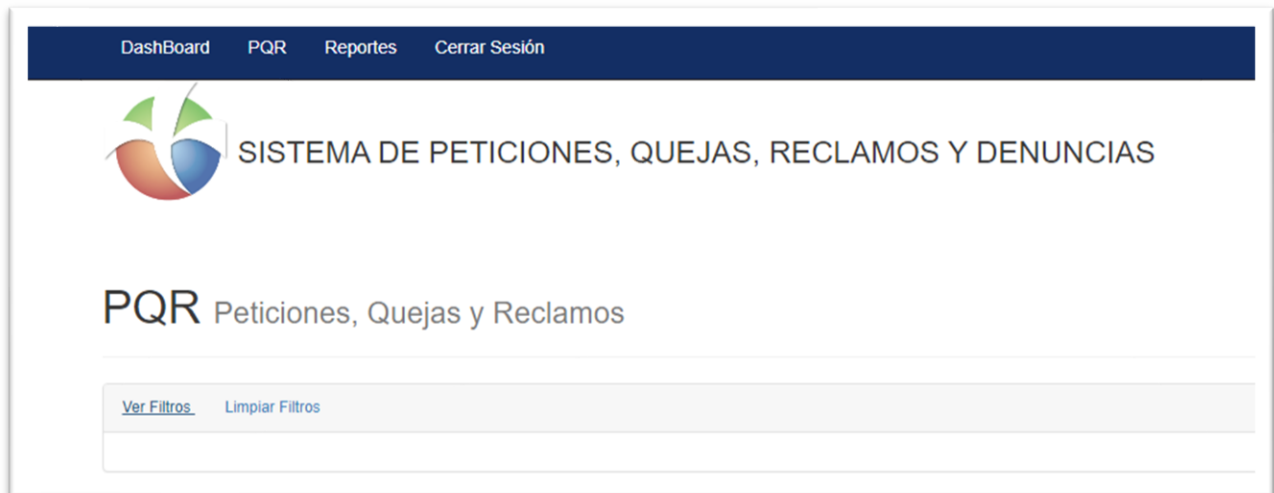 DashBoard PQR Reportes Cerrar Sesión
SISTEMA DE PETICIONES, QUEJAS, RECLAMOS Y DENUNCIAS
PQR Peticiones, Quejas y Reclamos
Ver Filtros Limpiar Filtros